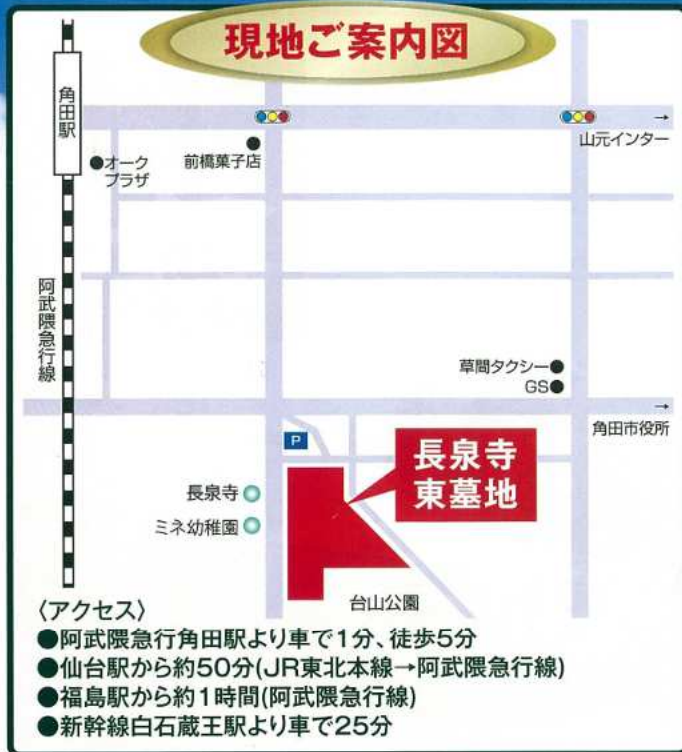 現地ご案内図
角田駅
オーク
プラザ
前橋菓子店
→
山元インター
阿武隈急行線
草間タクシー
GS
→
角田市役所
P
長泉寺
東墓地
長泉寺
ミネ幼稚園
台山公園
〈アクセス〉
●阿武隈急行角田駅より車で1分、徒歩5分
●仙台駅から約50分(JR東北本線→阿武隈急行線)
●福島駅から約1時間(阿武隈急行線)
●新幹線白石蔵王駅より車で25分